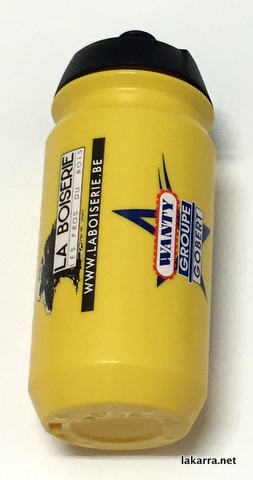 LA BOISERIE
LES PROS DU BOIS
WWW.LABOISERIE.BE
WANTY
GROUPE
GOBERT
lakarra.net